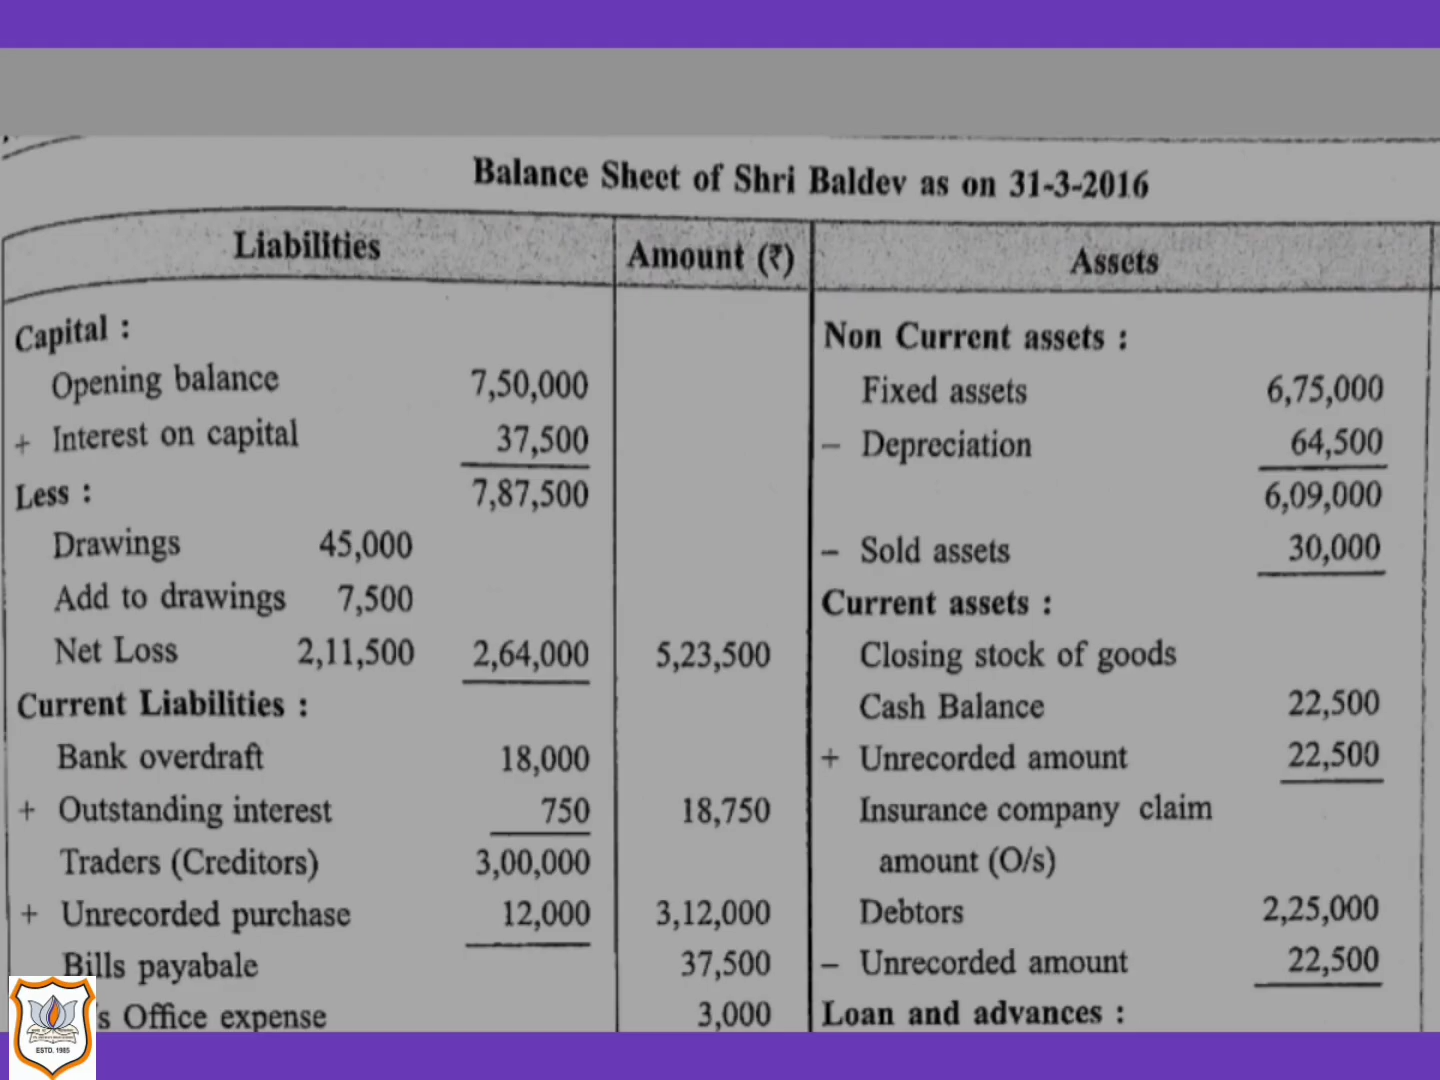 Balance Sheet of Shri Baldev as on 31-3-2016
Liabilities Amount (₹) Assets
Capital : Non Current assets :
Opening balance 7,50,000 Fixed assets 6,75,000
+ Interest on capital 37,500 – Depreciation 64,500
Less : 7,87,500 6,09,000
Drawings 45,000 – Sold assets 30,000
Add to drawings 7,500 Current assets :
Net Loss 2,11,500 2,64,000 5,23,500 Closing stock of goods
Current Liabilities : Cash Balance 22,500
Bank overdraft 18,000 + Unrecorded amount 22,500
+ Outstanding interest 750 18,750 Insurance company claim
Traders (Creditors) 3,00,000 amount (O/s)
+ Unrecorded purchase 12,000 3,12,000 Debtors 2,25,000
Bills payabale 37,500 – Unrecorded amount 22,500
's Office expense 3,000 Loan and advances :
ESTD. 1985